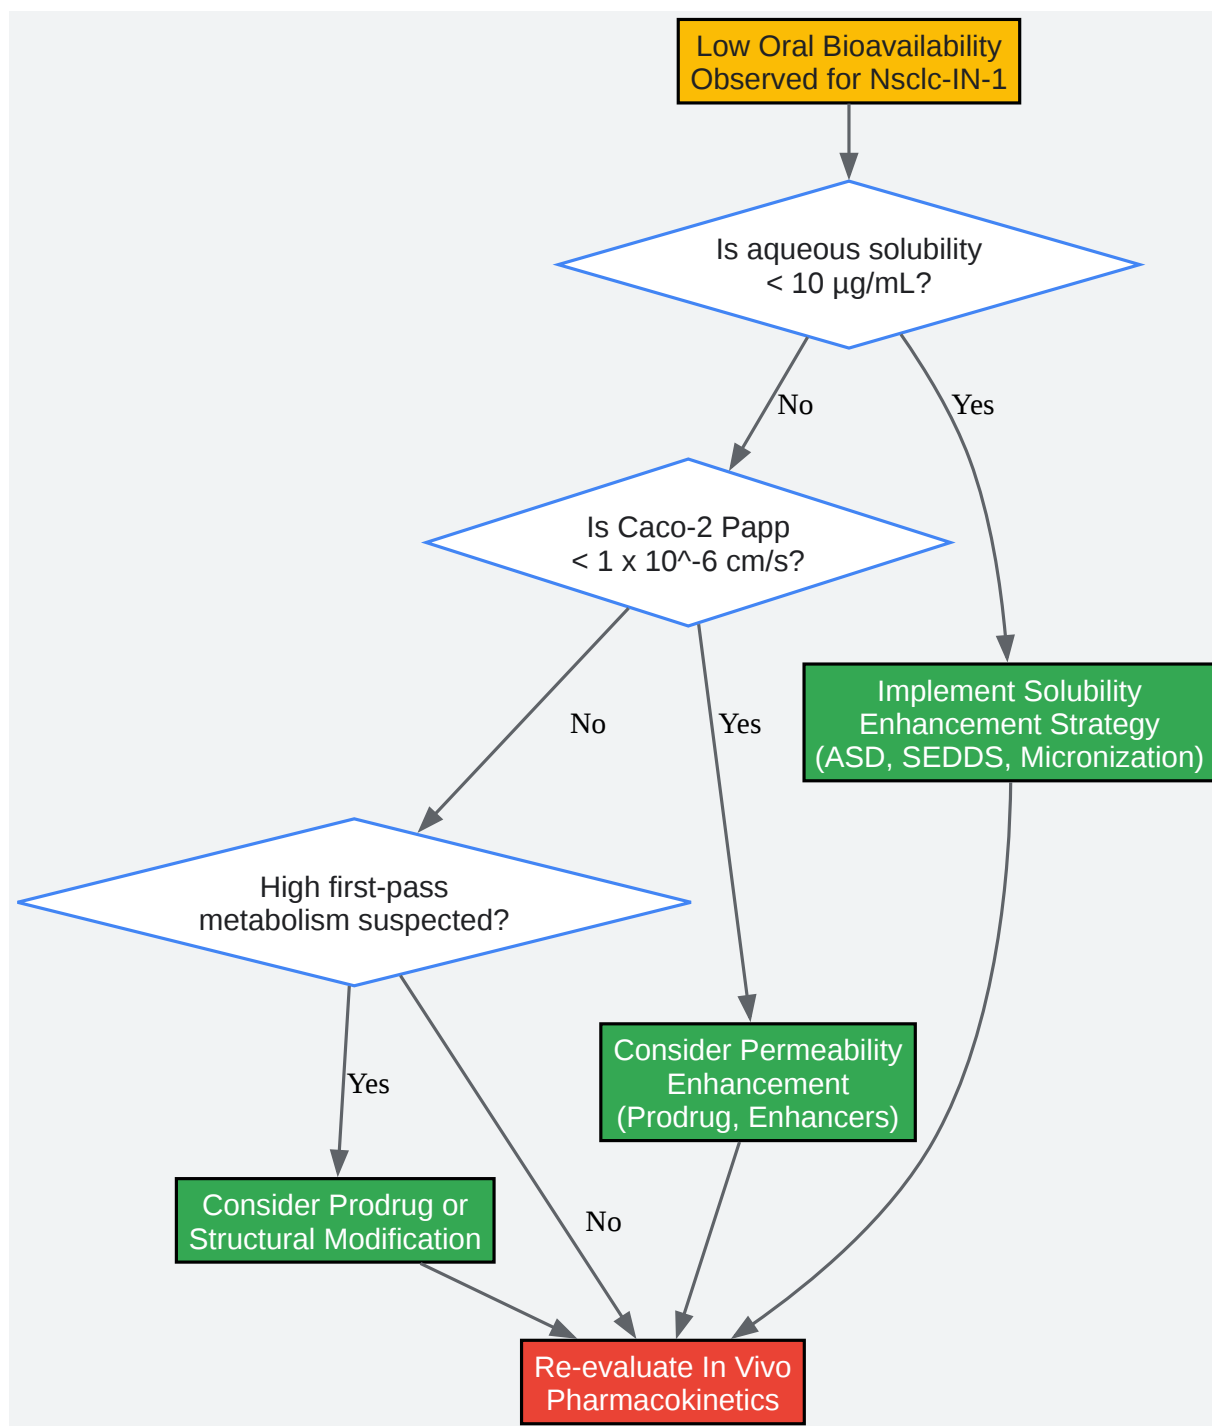 Low Oral Bioavailability
Observed for Nsclc-IN-1
Is aqueous solubility
< 10 µg/mL?
No
Yes
Is Caco-2 Papp
< 1 x 10^-6 cm/s?
No
Yes
Implement Solubility
Enhancement Strategy
(ASD, SEDDS, Micronization)
High first-pass
metabolism suspected?
Yes
No
Consider Permeability
Enhancement
(Prodrug, Enhancers)
Consider Prodrug or
Structural Modification
Re-evaluate In Vivo
Pharmacokinetics